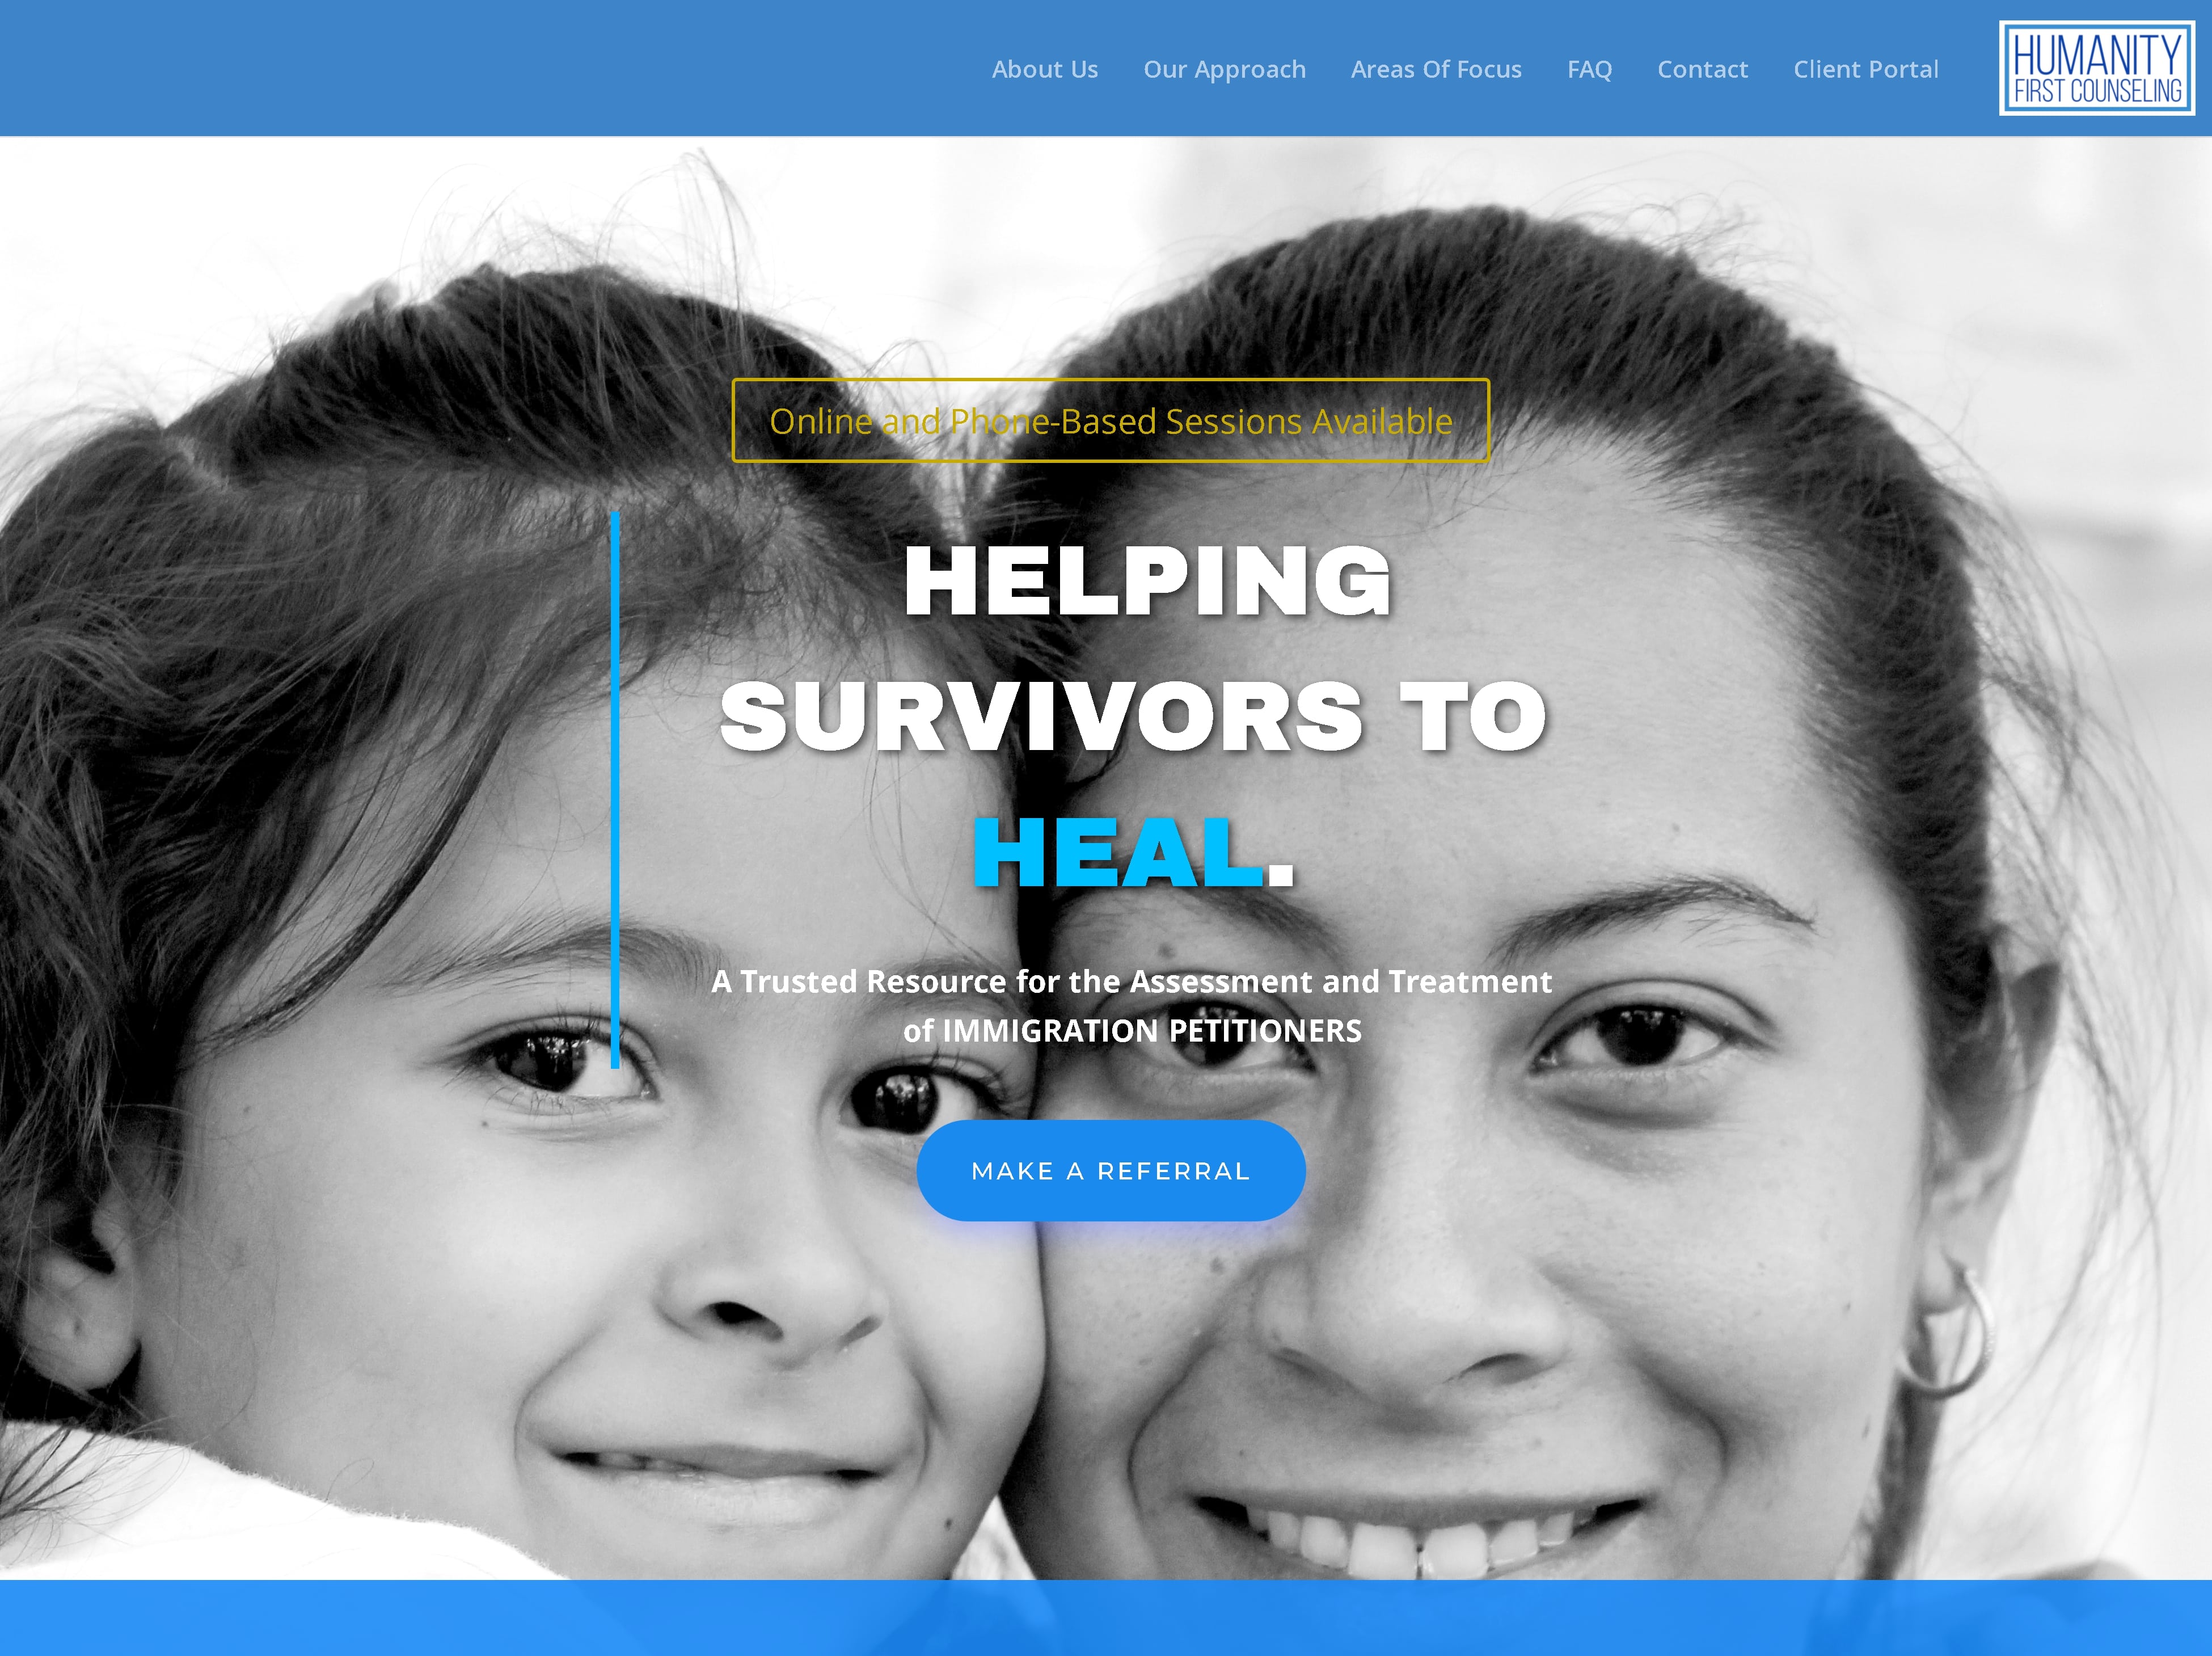 About Us
Our Approach
Areas Of Focus
FAQ
Contact
Client Portal
HUMANITY
FIRST COUNSELING
Online and Phone-Based Sessions Available
HELPING
SURVIVORS TO
HEAL.
A Trusted Resource for the Assessment and Treatment
of IMMIGRATION PETITIONERS
MAKE A REFERRAL